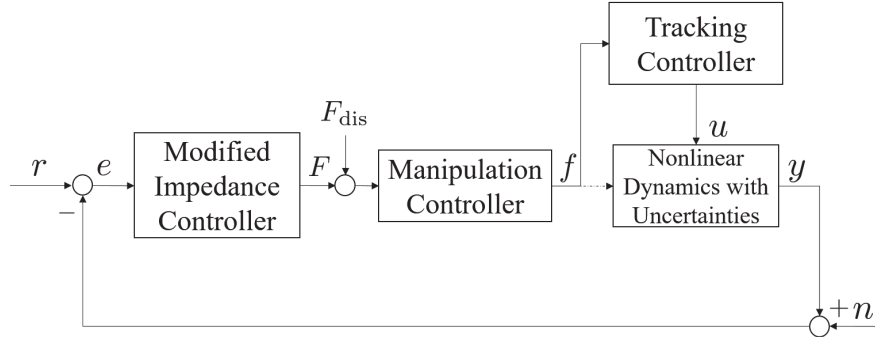 Tracking
Controller
F_dis
u
r
e
Modified
Impedance
Controller
F
Manipulation
Controller
f
Nonlinear
Dynamics with
Uncertainties
y
−
+ n